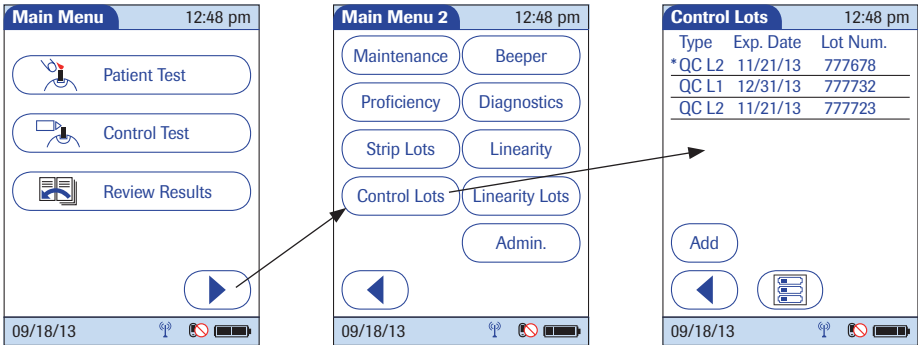 Main Menu 12:48 pm
Patient Test
Control Test
Review Results
09/18/13
Main Menu 2 12:48 pm
Maintenance Beeper
Proficiency Diagnostics
Strip Lots Linearity
Control Lots Linearity Lots
Admin.
09/18/13
Control Lots 12:48 pm
Type Exp. Date Lot Num.
*QC L2 11/21/13 777678
QC L1 12/31/13 777732
QC L2 11/21/13 777723
Add
09/18/13